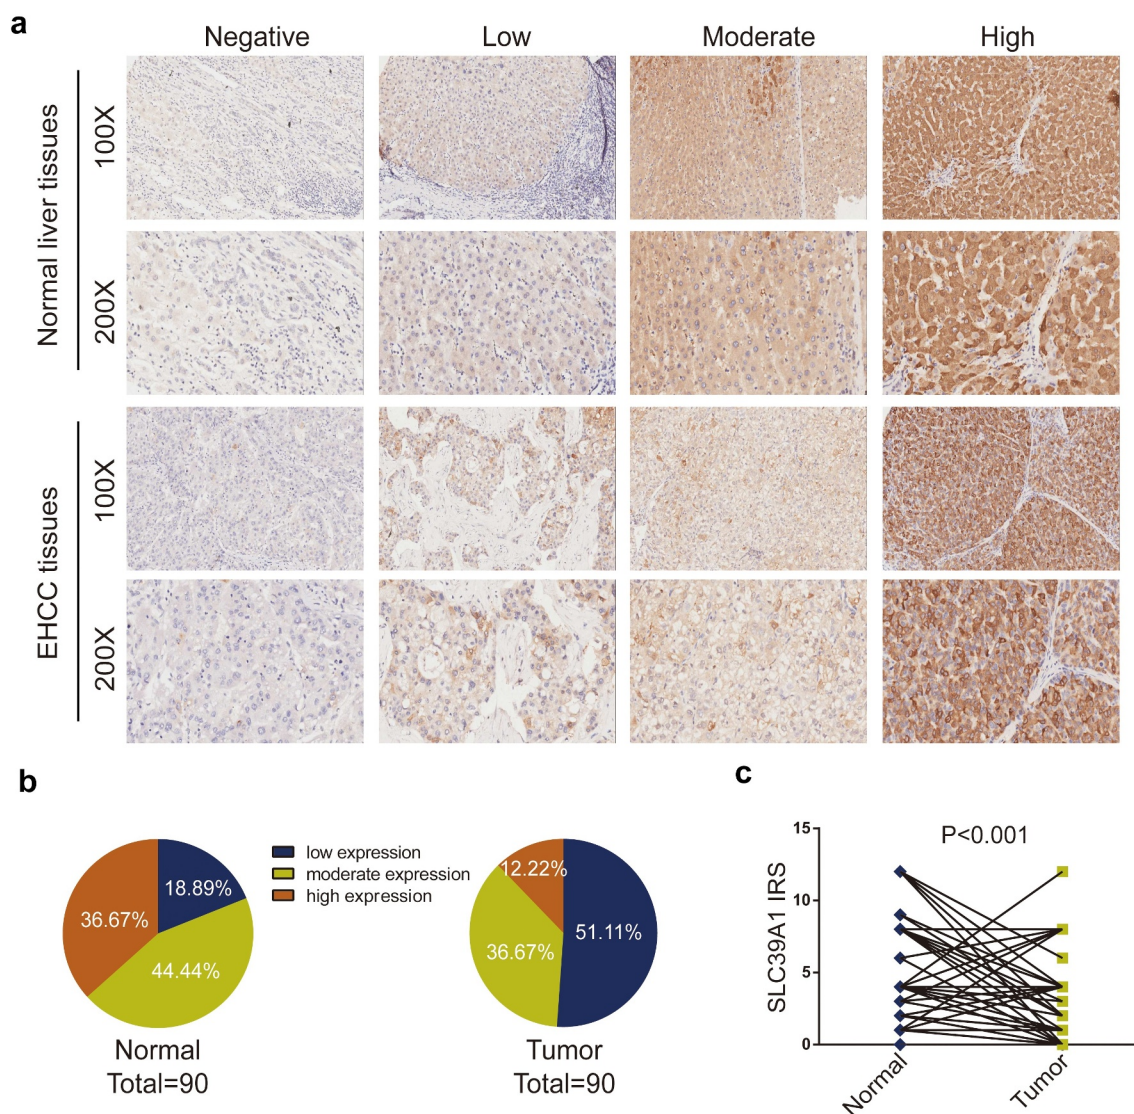 a
Negative
Low
Moderate
High
Normal liver tissues
100X
200X
EHCC tissues
100X
200X
b
18.89%
36.67%
44.44%
low expression
moderate expression
high expression
12.22%
51.11%
36.67%
Normal
Total=90
Tumor
Total=90
c
P<0.001
SLC39A1 IRS
15
10
5
0
Normal
Tumor